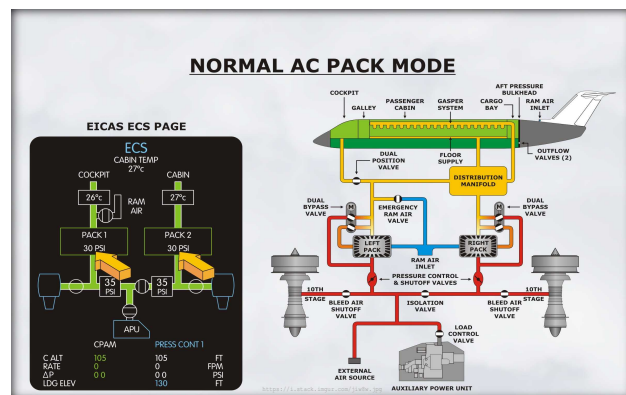 NORMAL AC PACK MODE
EICAS ECS PAGE
ECS
CABIN TEMP
27°c
COCKPIT
CABIN
26°c
27°c
RAM
AIR
PACK 1
PACK 2
30 PSI
30 PSI
35
PSI
35
PSI
APU
CPAM
PRESS CONT 1
C ALT 105 105 FT
RATE 0 0 FPM
ΔP 0 0 0 0 PSI
LDG ELEV 130 FT
COCKPIT
GALLEY
PASSENGER
CABIN
GASPER
SYSTEM
CARGO
BAY
AFT PRESSURE
BULKHEAD
RAM AIR
INLET
DUAL
POSITION
VALVE
FLOOR
SUPPLY
OUTFLOW
VALVES (2)
DISTRIBUTION
MANIFOLD
DUAL
BYPASS
VALVE
M
EMERGENCY
RAM AIR
VALVE
M
DUAL
BYPASS
VALVE
LEFT
PACK
RAM AIR
INLET
RIGHT
PACK
PRESSURE CONTROL
& SHUTOFF VALVES
10TH
STAGE
10TH
STAGE
BLEED AIR
SHUTOFF
VALVE
ISOLATION
VALVE
BLEED AIR
SHUTOFF
VALVE
LOAD
CONTROL
VALVE
EXTERNAL
AIR SOURCE
AUXILIARY POWER UNIT